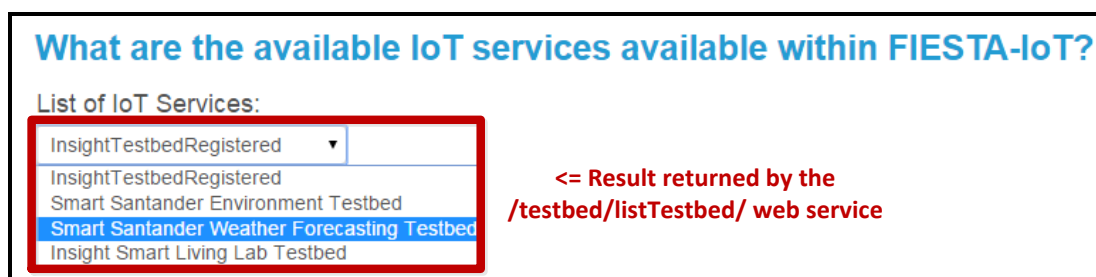 What are the available IoT services available within FIESTA-IoT?
List of IoT Services:
InsightTestbedRegistered
InsightTestbedRegistered
Smart Santander Environment Testbed
Smart Santander Weather Forecasting Testbed
Insight Smart Living Lab Testbed
<= Result returned by the
/testbed/listTestbed/ web service